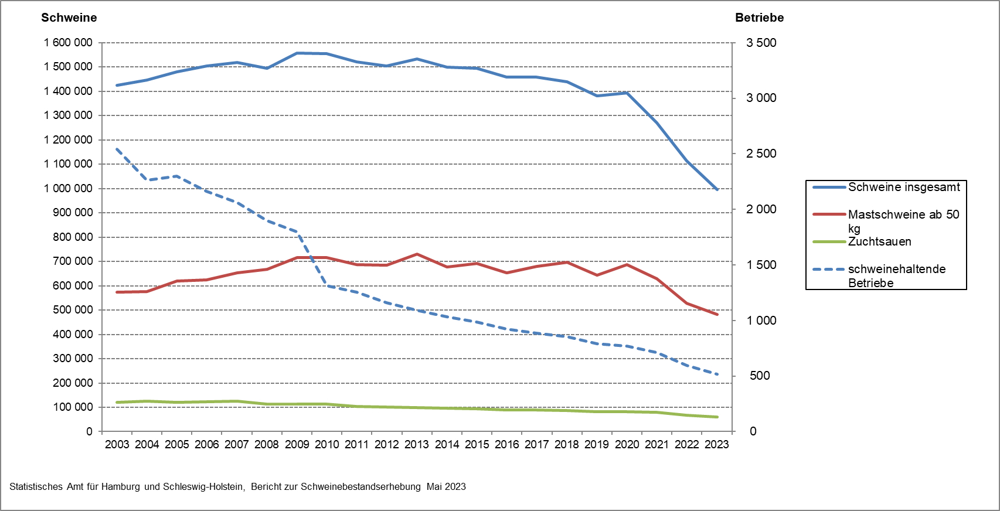 Schweine
Betriebe
1 600 000
1 500 000
1 400 000
1 300 000
1 200 000
1 100 000
1 000 000
900 000
800 000
700 000
600 000
500 000
400 000
300 000
200 000
100 000
0
3 500
3 000
2 500
2 000
1 500
1 000
500
0
2003 2004 2005 2006 2007 2008 2009 2010 2011 2012 2013 2014 2015 2016 2017 2018 2019 2020 2021 2022 2023
Schweine insgesamt
Mastschweine ab 50
kg
Zuchtsauen
schweinehaltende
Betriebe
Statistisches Amt für Hamburg und Schleswig-Holstein, Bericht zur Schweinebestandserhebung Mai 2023